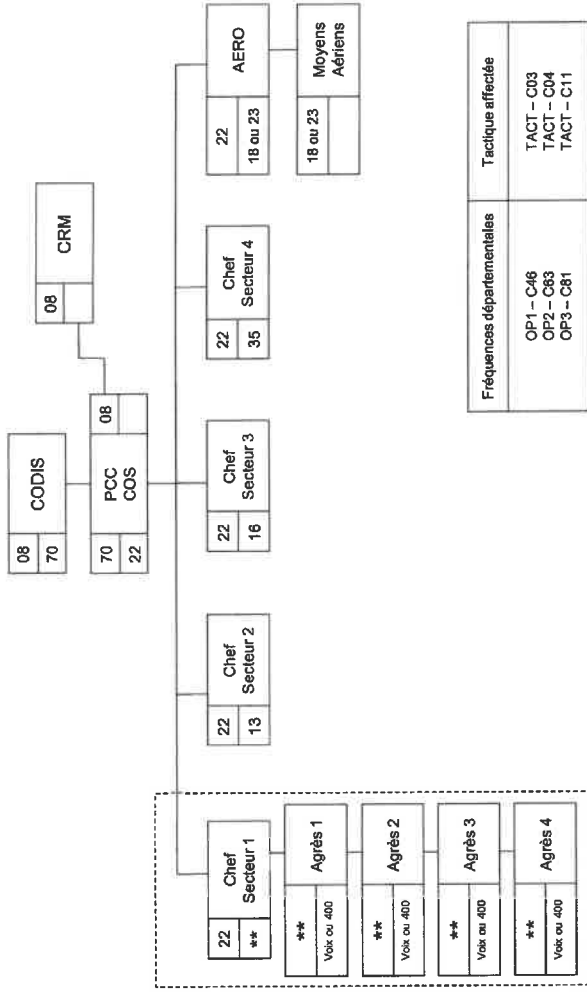 08
70
CODIS
08
CRM
70
22
PCC
COS
08
22
**
Chef
Secteur 1
22
13
Chef
Secteur 2
22
16
Chef
Secteur 3
22
35
Chef
Secteur 4
22
18 ou 23
AERO
**
Voix ou 400
Agrès 1
18 ou 23
Moyens
Aériens
**
Voix ou 400
Agrès 2
**
Voix ou 400
Agrès 3
**
Voix ou 400
Agrès 4
Fréquences départementales
Tactique affectée
OP1 – C46
TACT – C03
OP2 – C63
TACT – C04
OP3 – C81
TACT – C11